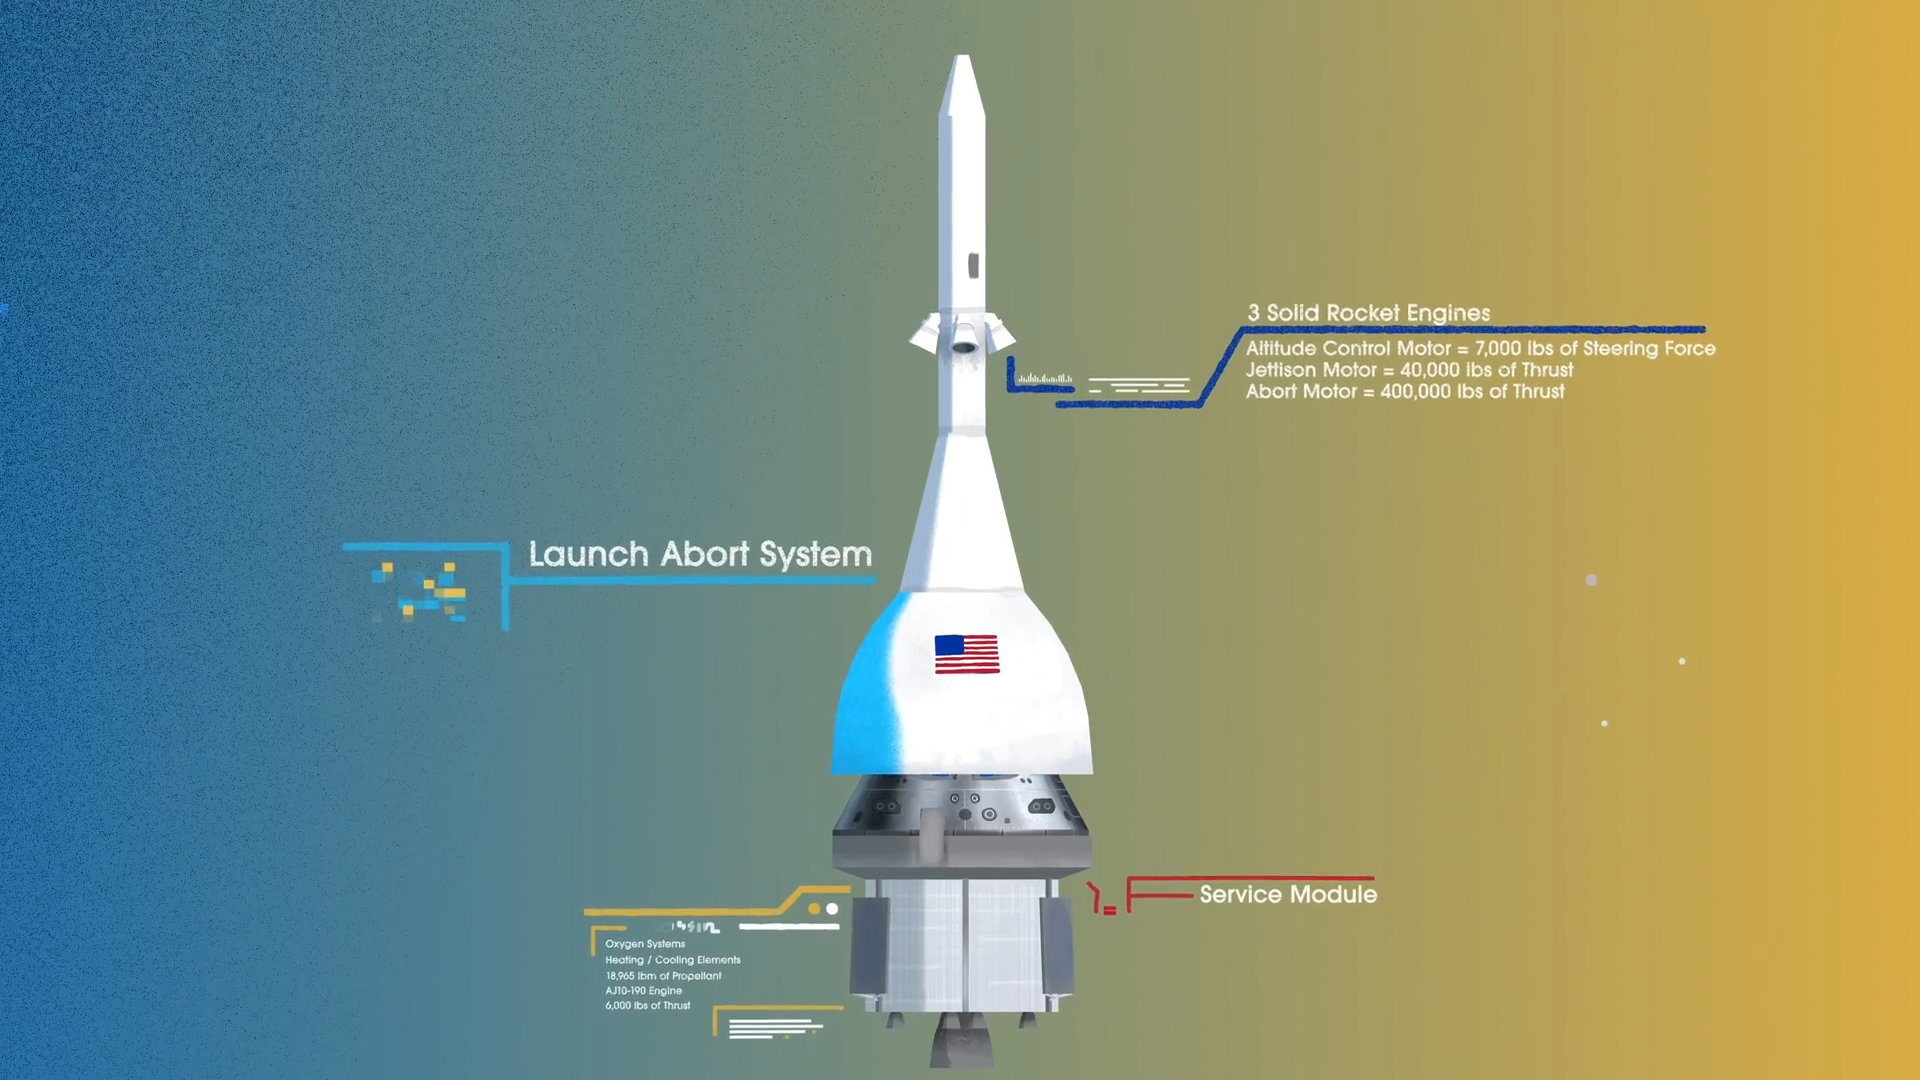 3 Solid Rocket Engines
Altitude Control Motor = 7,000 lbs of Steering Force
Jettison Motor = 40,000 lbs of Thrust
Abort Motor = 400,000 lbs of Thrust
Launch Abort System
Service Module
Oxygen Systems
Heating / Cooling Elements
18,965 lbm of Propellant
AJ10-190 Engine
6,000 lbs of Thrust